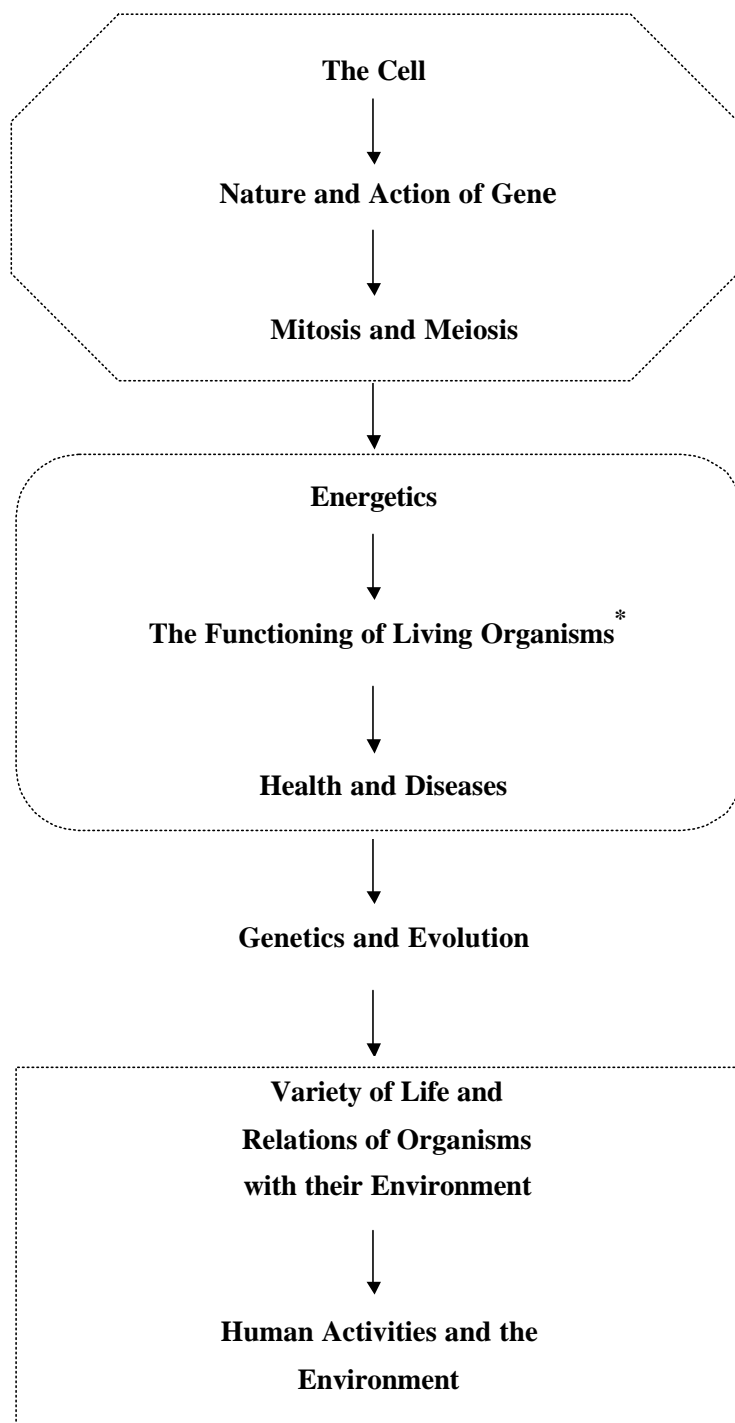 The Cell
Nature and Action of Gene
Mitosis and Meiosis
Energetics
The Functioning of Living Organisms*
Health and Diseases
Genetics and Evolution
Variety of Life and
Relations of Organisms
with their Environment
Human Activities and the
Environment